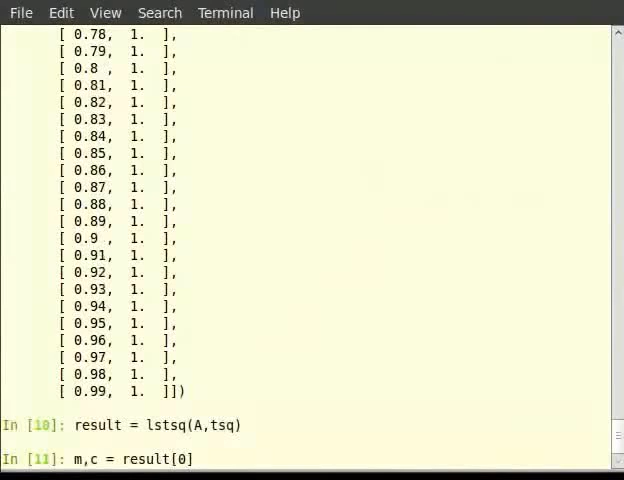 File Edit View Search Terminal Help
[ 0.78, 1. ],
[ 0.79, 1. ],
[ 0.8 , 1. ],
[ 0.81, 1. ],
[ 0.82, 1. ],
[ 0.83, 1. ],
[ 0.84, 1. ],
[ 0.85, 1. ],
[ 0.86, 1. ],
[ 0.87, 1. ],
[ 0.88, 1. ],
[ 0.89, 1. ],
[ 0.9 , 1. ],
[ 0.91, 1. ],
[ 0.92, 1. ],
[ 0.93, 1. ],
[ 0.94, 1. ],
[ 0.95, 1. ],
[ 0.96, 1. ],
[ 0.97, 1. ],
[ 0.98, 1. ],
[ 0.99, 1. ]])
In [10]: result = lstsq(A,tsq)
In [11]: m,c = result[0]